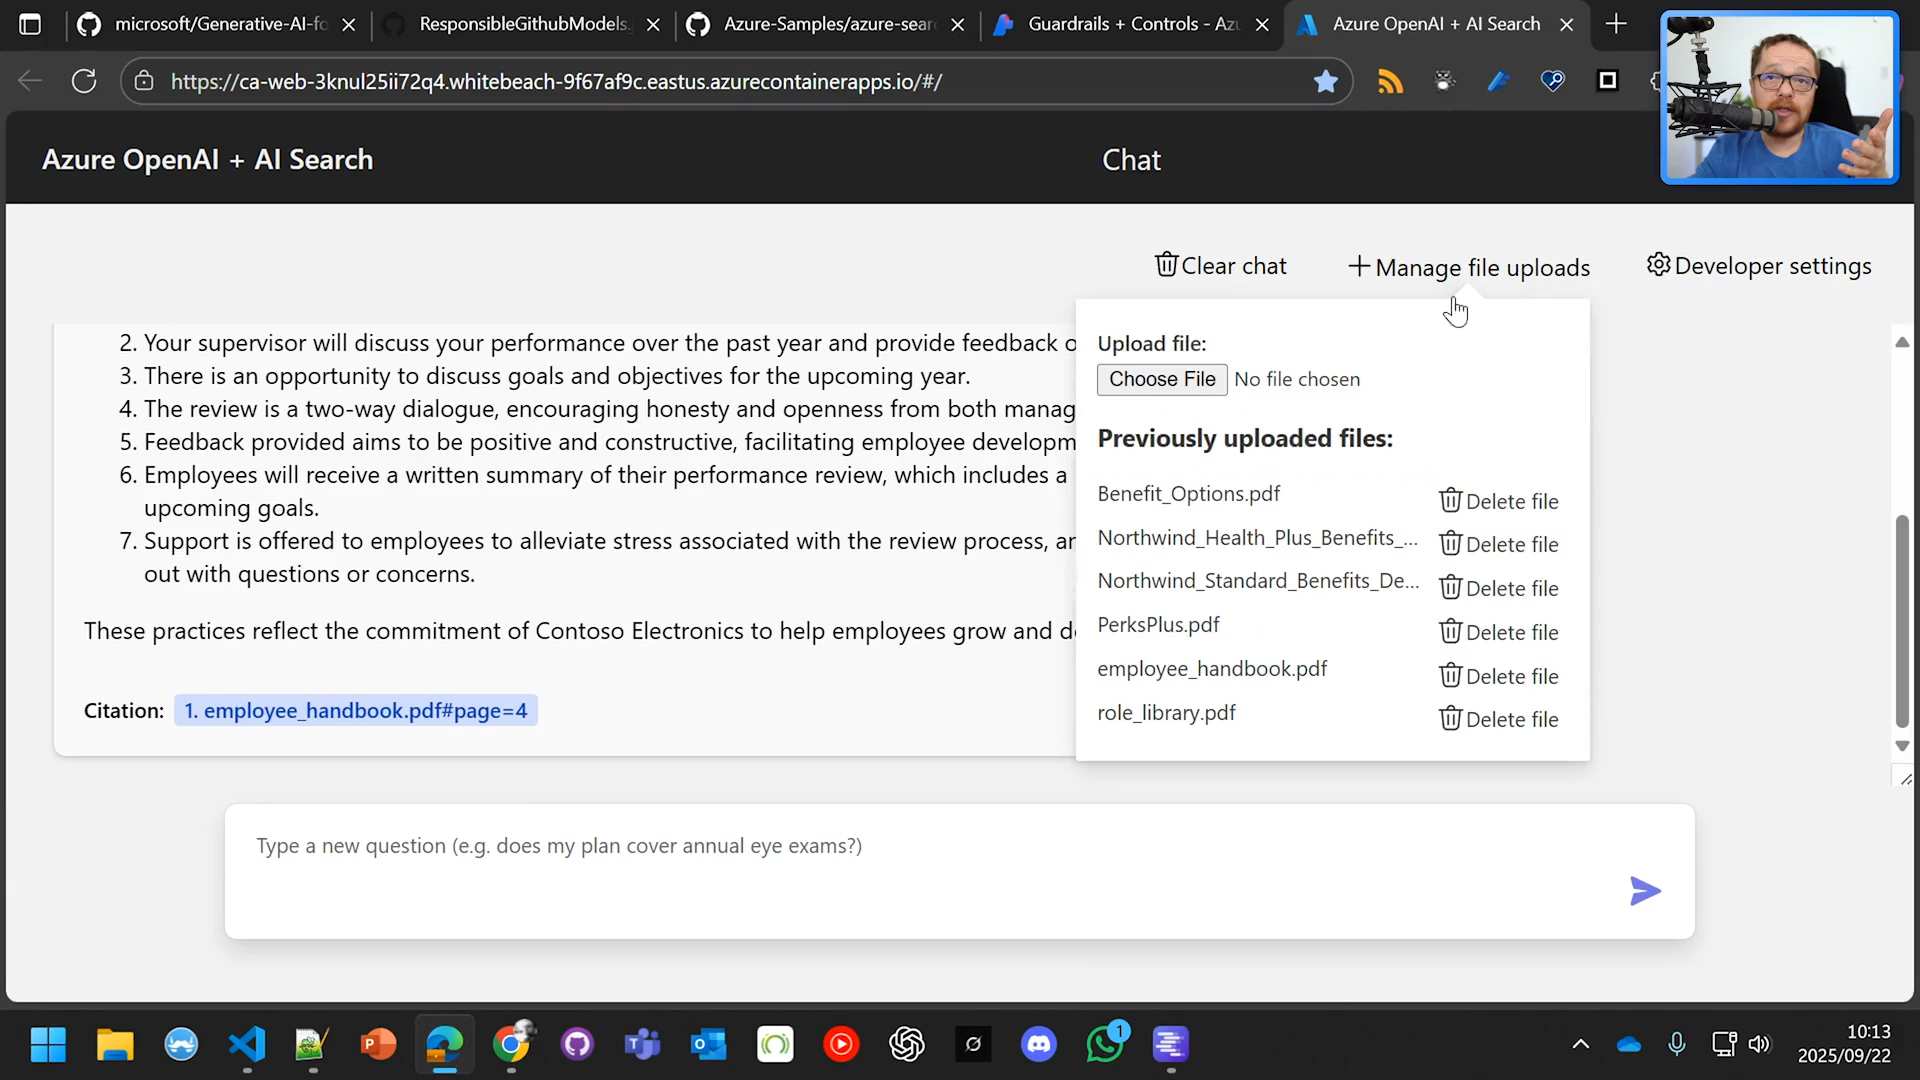 microsoft/Generative-AI-fo
ResponsibleGithubModels.
Azure-Samples/azure-sear
Guardrails + Controls - Azu
Azure OpenAI + AI Search
https://ca-web-3knul25ii72q4.whitebeach-9f67af9c.eastus.azurecontainerapps.io/#/
Azure OpenAI + AI Search
Chat
Clear chat
Manage file uploads
Developer settings
2. Your supervisor will discuss your performance over the past year and provide feedback o
3. There is an opportunity to discuss goals and objectives for the upcoming year.
4. The review is a two-way dialogue, encouraging honesty and openness from both manag
5. Feedback provided aims to be positive and constructive, facilitating employee developm
6. Employees will receive a written summary of their performance review, which includes a
upcoming goals.
7. Support is offered to employees to alleviate stress associated with the review process, an
out with questions or concerns.
These practices reflect the commitment of Contoso Electronics to help employees grow and de
Citation: 1. employee_handbook.pdf#page=4
Upload file:
Choose File No file chosen
Previously uploaded files:
Benefit_Options.pdf Delete file
Northwind_Health_Plus_Benefits_... Delete file
Northwind_Standard_Benefits_De... Delete file
PerksPlus.pdf Delete file
employee_handbook.pdf Delete file
role_library.pdf Delete file
Type a new question (e.g. does my plan cover annual eye exams?)
1
10:13
2025/09/22